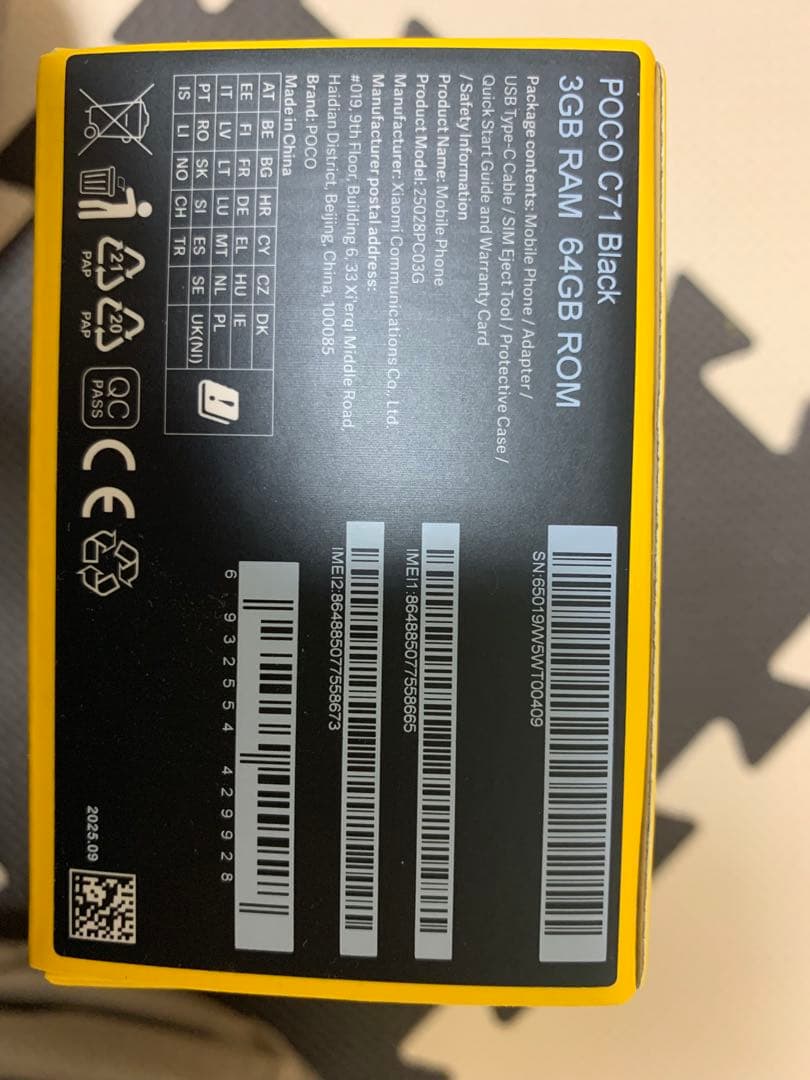 POCO C71 Black
3GB RAM 64GB ROM
Package contents: Mobile Phone / Adapter /
USB Type-C Cable / SIM Eject Tool / Protective Case /
Quick Start Guide and Warranty Card
/ Safety Information
Product Name: Mobile Phone
Product Model: 25028PC03G
Manufacturer: Xiaomi Communications Co., Ltd.
Manufacturer postal address:
#019, 9th Floor, Building 6, 33 Xi'erqi Middle Road,
Haidian District, Beijing, China, 100085
Brand: POCO
Made in China
AT BE BG HR CY CZ DK
EE FI FR DE EL HU IE
IT LV LT LU MT NL PL
PT RO SK SI ES SE UK(NI)
IS LI NO CH TR
21
PAP
20
PAP
QC
PASS
CE
SN:65019/W5WT00409
IMEI1:864885077558665
IMEI2:864885077558673
6 932554 429928
2025.09